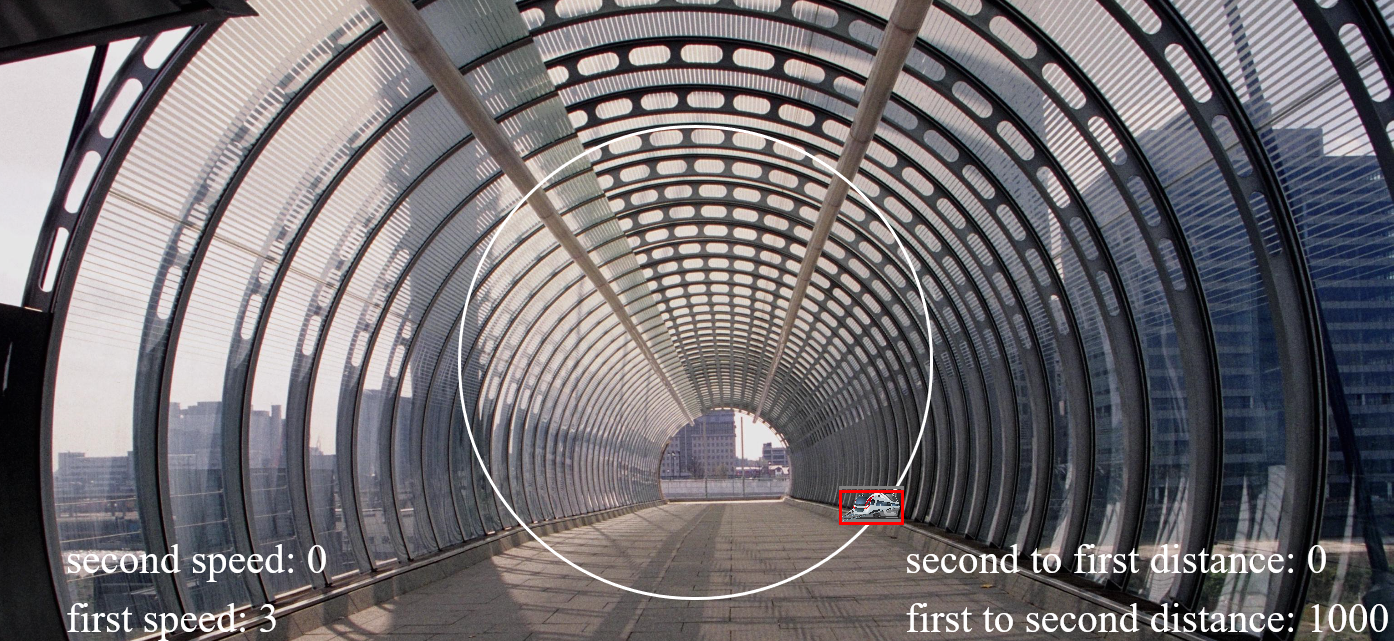 second speed: 0
first speed: 3
second to first distance: 0
first to second distance: 1000